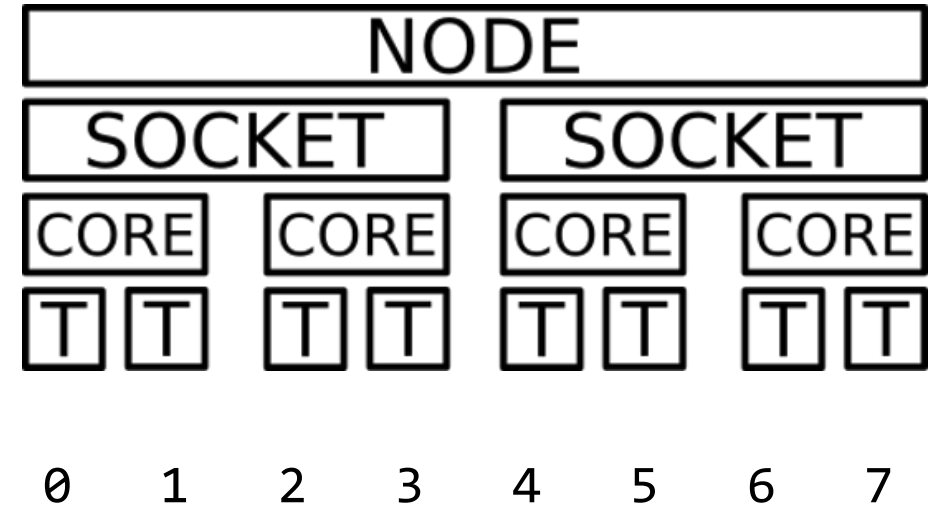 NODE
SOCKET SOCKET
CORE CORE CORE CORE
T T T T T T T T
0 1 2 3 4 5 6 7